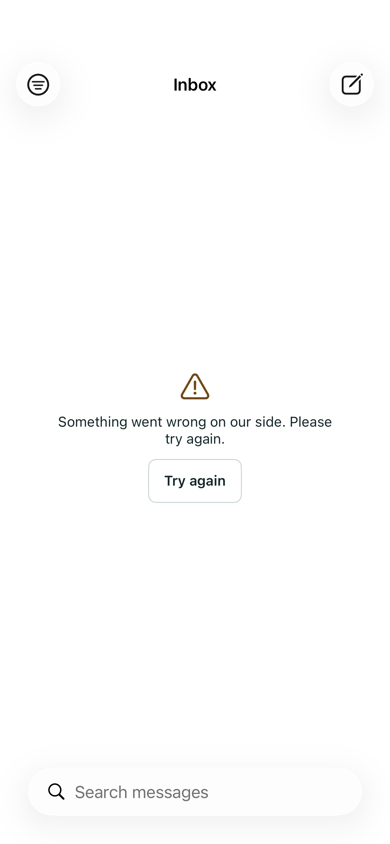 Inbox
Something went wrong on our side. Please
try again.
Try again
Search messages